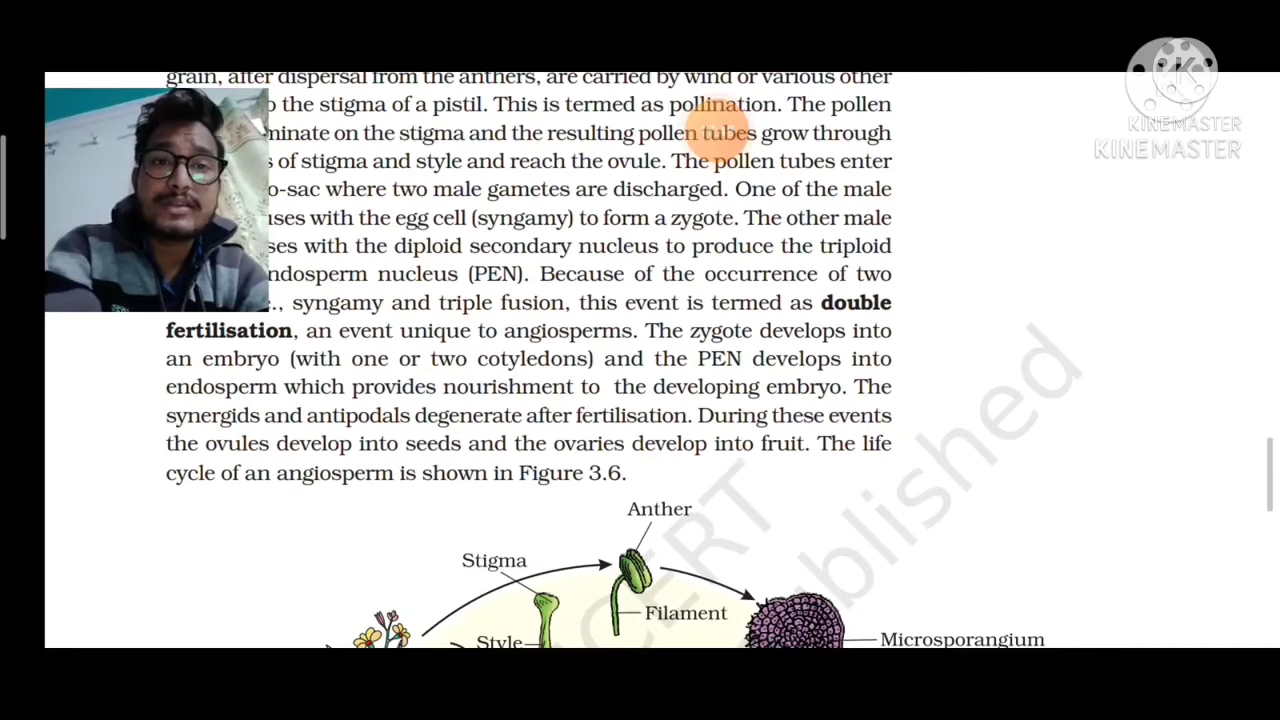 grain, after dispersal from the anthers, are carried by wind or various other
o the stigma of a pistil. This is termed as pollination. The pollen
minate on the stigma and the resulting pollen tubes grow through
s of stigma and style and reach the ovule. The pollen tubes enter
o-sac where two male gametes are discharged. One of the male
uses with the egg cell (syngamy) to form a zygote. The other male
ses with the diploid secondary nucleus to produce the triploid
ndosperm nucleus (PEN). Because of the occurrence of two
., syngamy and triple fusion, this event is termed as double
fertilisation, an event unique to angiosperms. The zygote develops into
an embryo (with one or two cotyledons) and the PEN develops into
endosperm which provides nourishment to the developing embryo. The
synergids and antipodals degenerate after fertilisation. During these events
the ovules develop into seeds and the ovaries develop into fruit. The life
cycle of an angiosperm is shown in Figure 3.6.
Anther
Stigma
Filament
Style
Microsporangium
KINEMASTER
KINEMASTER
CERT
ublished